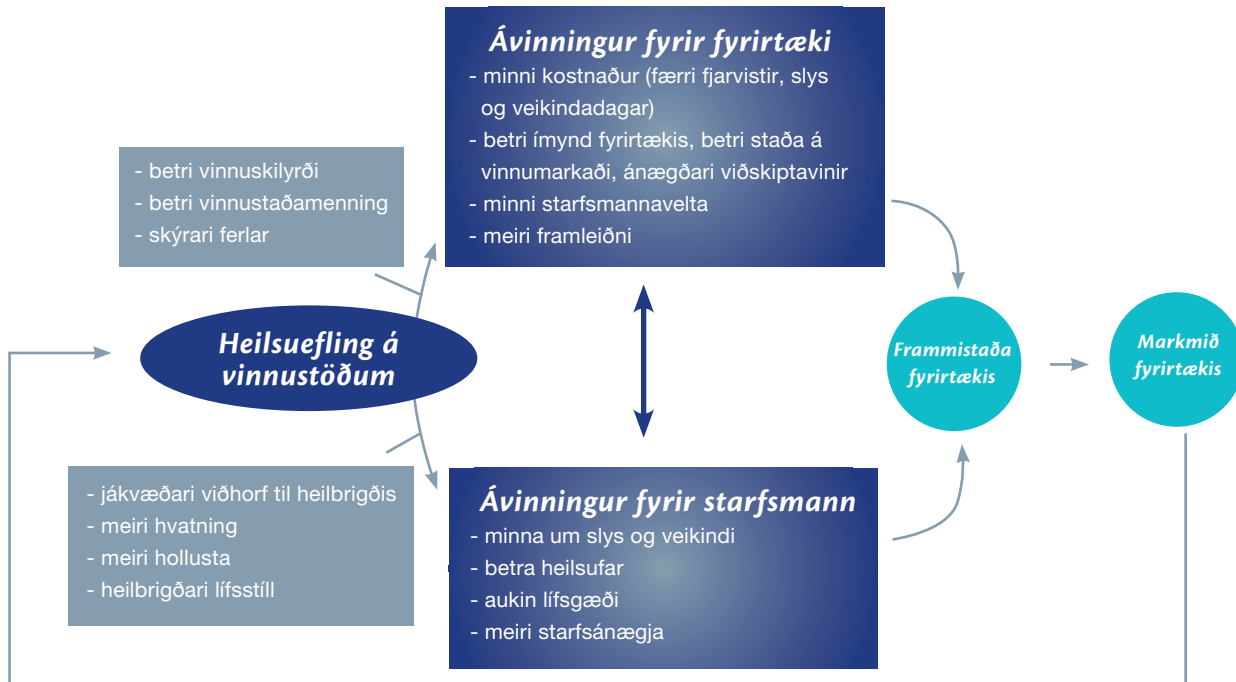 Ávinningur fyrir fyrirtæki
- minni kostnaður (færri fjarvistir, slys
og veikindadagar)
- betri ímynd fyrirtækis, betri staða á
vinnumarkaði, ánægðari viðskiptavinir
- minni starfsmannavelta
- meiri framleiðni
- betri vinnuskilyrði
- betri vinnustaðamenning
- skýrari ferlar
Heilsuefling á
vinnustöðum
Frammistaða
fyrirtækis
Markmið
fyrirtækis
- jákvæðari viðhorf til heilbrigðis
- meiri hvatning
- meiri hollusta
- heilbrigðari lífsstíll
Ávinningur fyrir starfsmann
- minna um slys og veikindi
- betra heilsufar
- aukin lífsgæði
- meiri starfsánægja